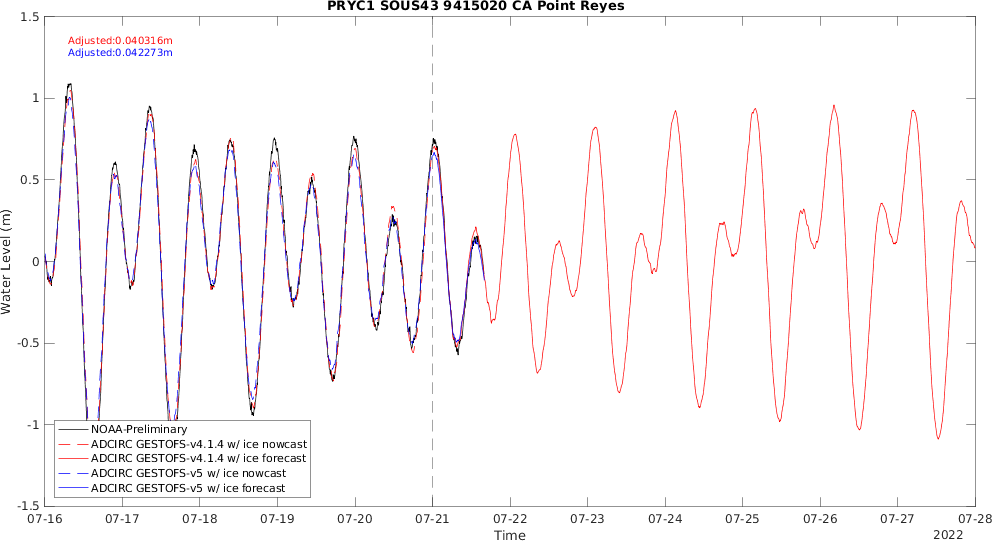 PRYC1 SOUS43 9415020 CA Point Reyes
Adjusted:0.040316m
Adjusted:0.042273m
Water Level (m)
1.5
1
0.5
0
-0.5
-1
-1.5
NOAA-Preliminary
ADCIRC GESTOFS-v4.1.4 w/ ice nowcast
ADCIRC GESTOFS-v4.1.4 w/ ice forecast
ADCIRC GESTOFS-v5 w/ ice nowcast
ADCIRC GESTOFS-v5 w/ ice forecast
07-16 07-17 07-18 07-19 07-20 07-21 07-22 07-23 07-24 07-25 07-26 07-27 07-28
Time
2022